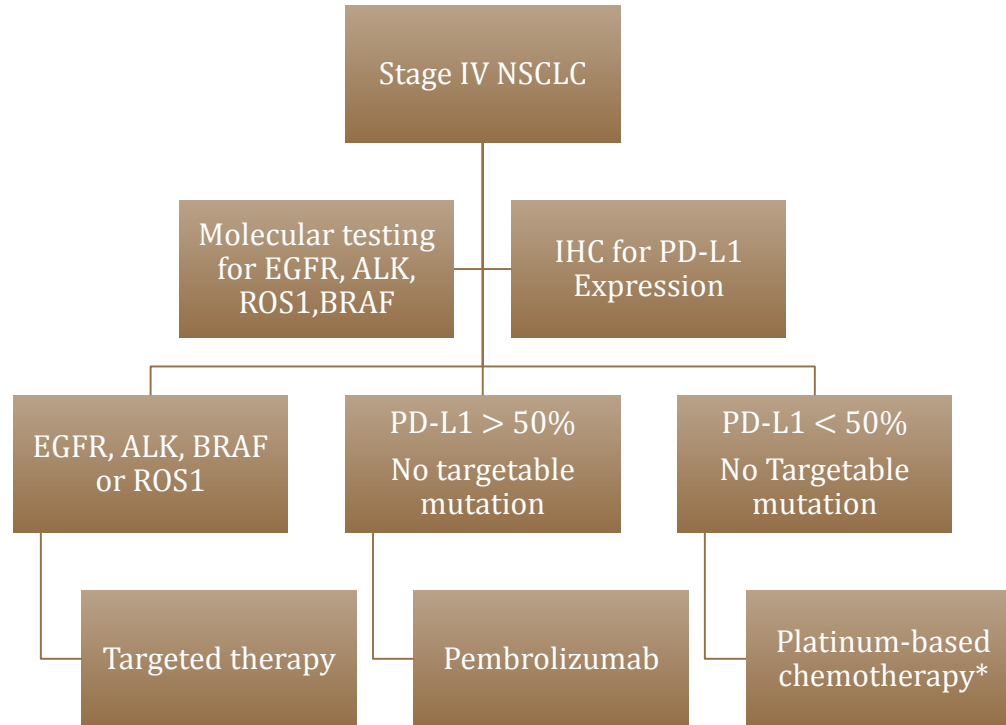 Stage IV NSCLC
Molecular testing
for EGFR, ALK,
ROS1,BRAF
IHC for PD-L1
Expression
EGFR, ALK, BRAF
or ROS1
PD-L1 > 50%
No targetable
mutation
PD-L1 < 50%
No Targetable
mutation
Targeted therapy
Pembrolizumab
Platinum-based
chemotherapy*